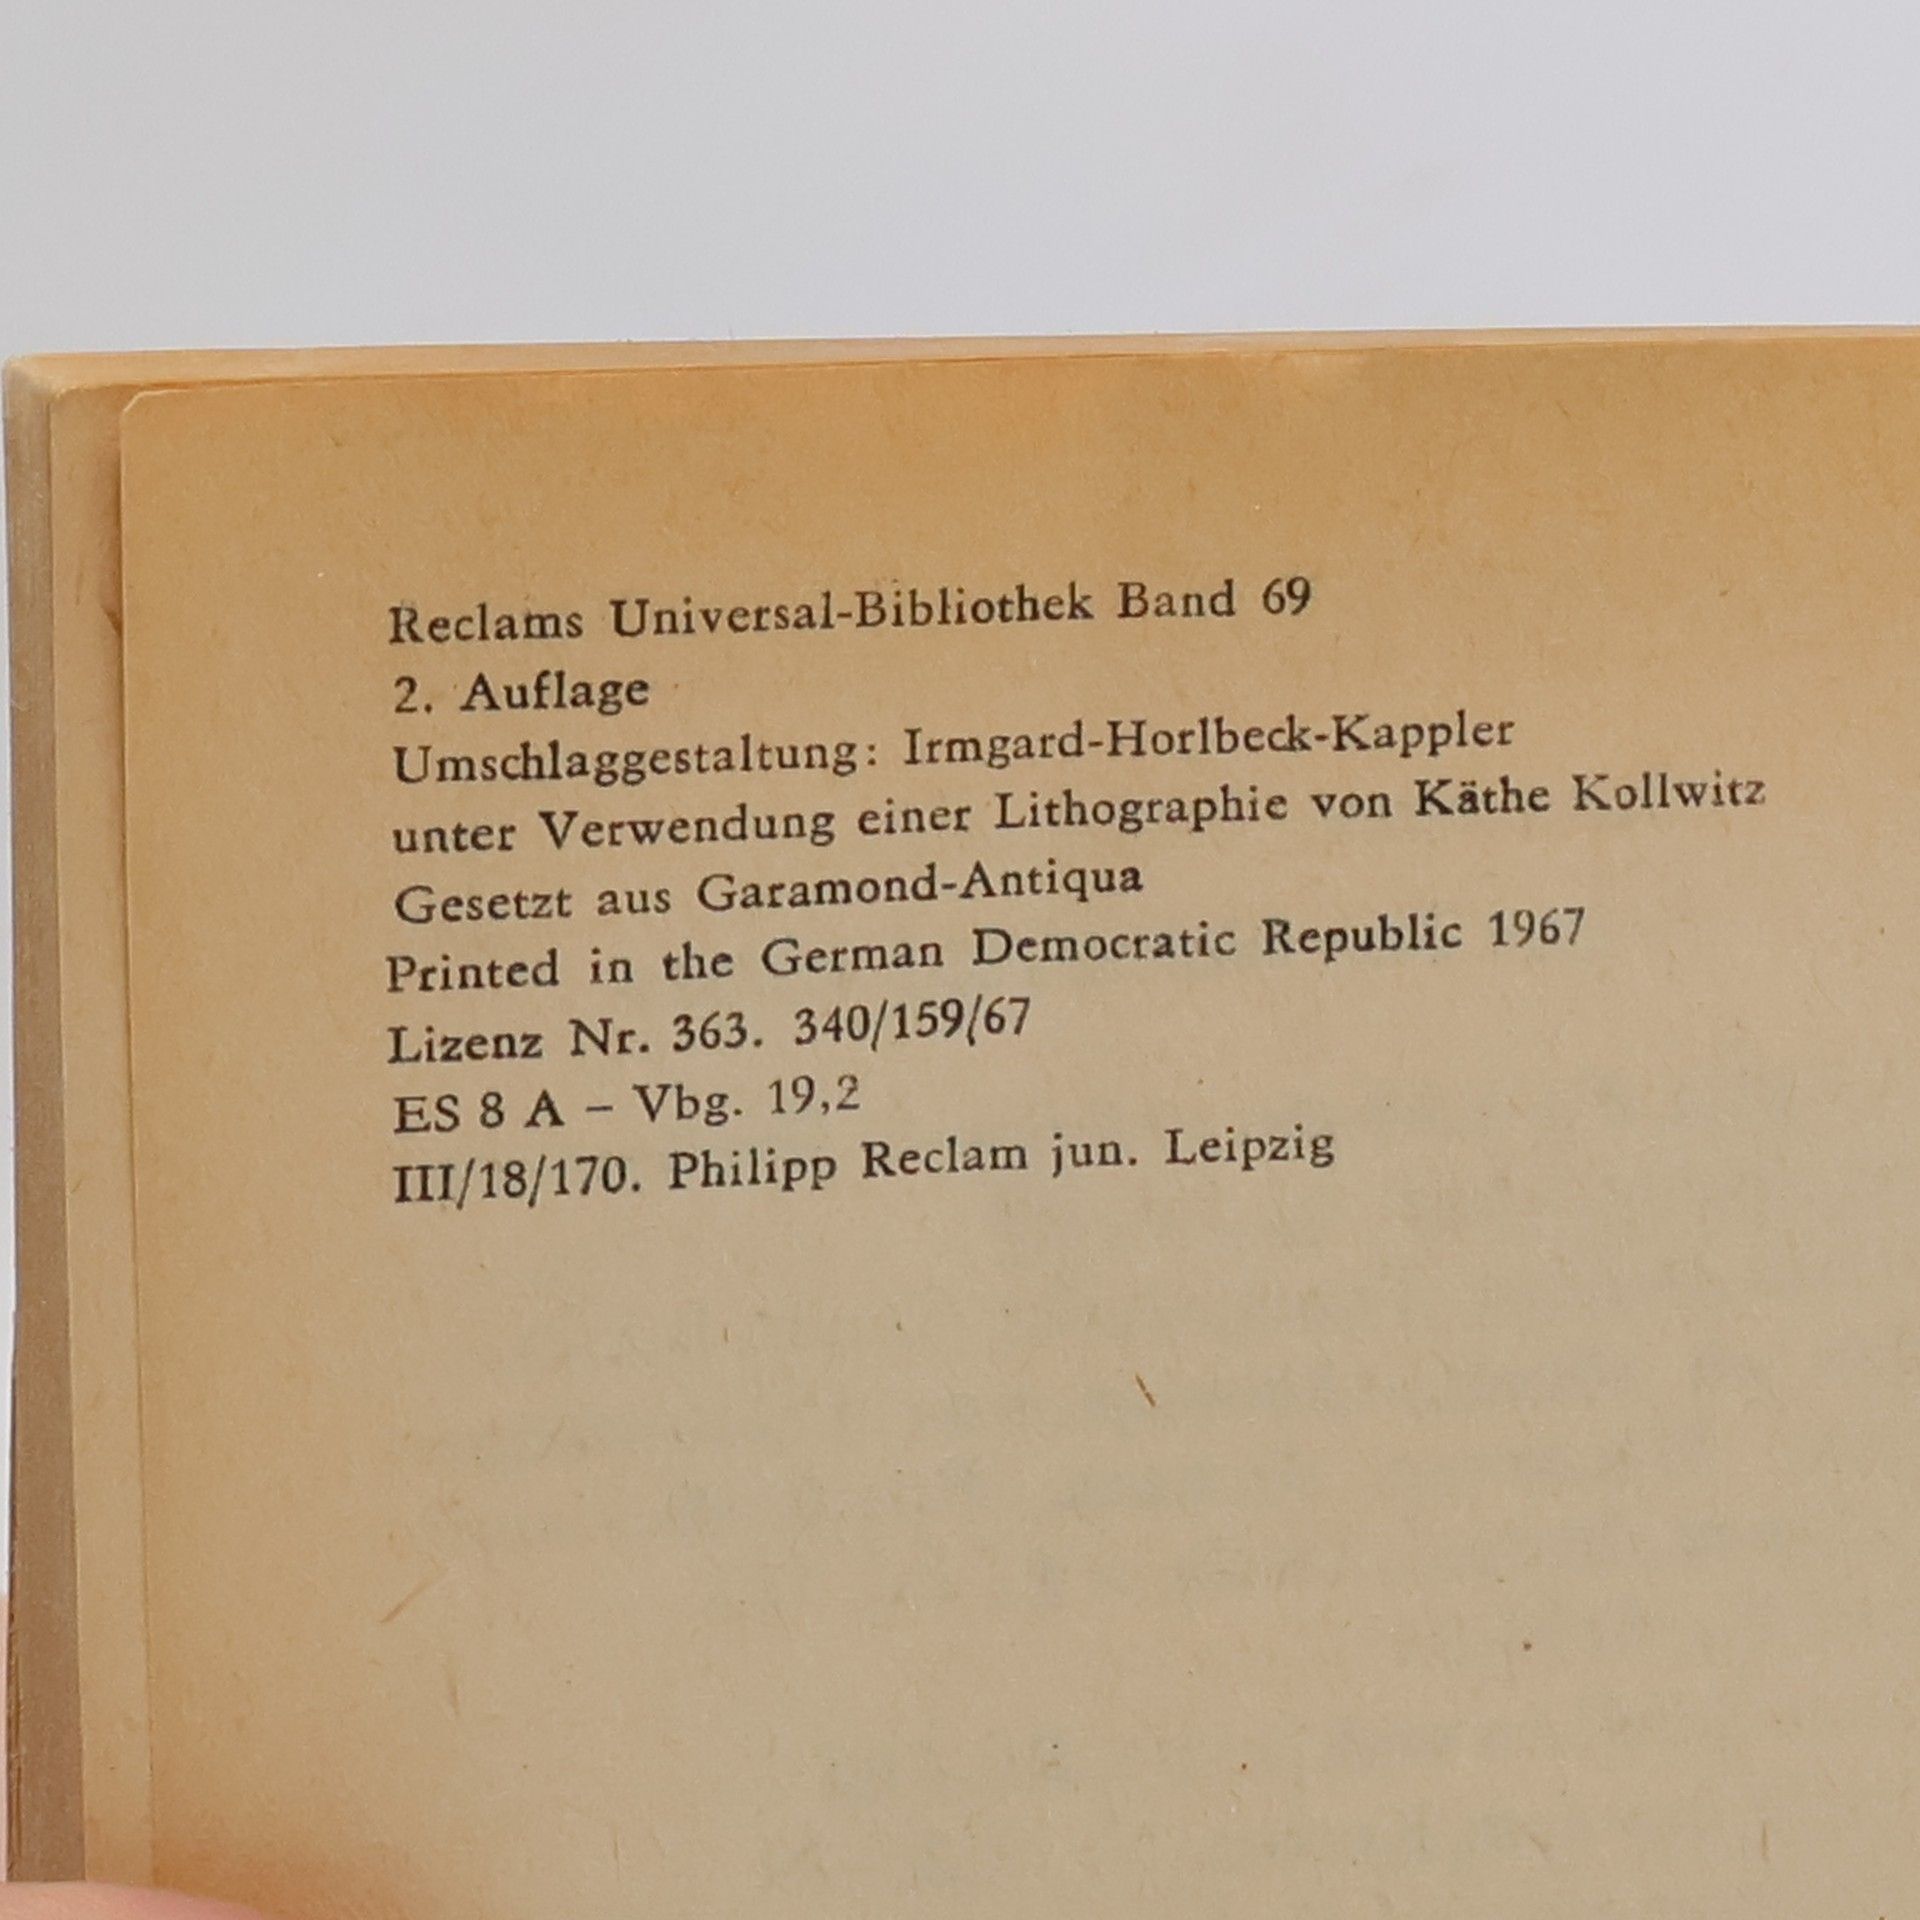 Reclams Universal-Bibliothek Band 69
2. Auflage
Umschlaggestaltung: Irmgard-Horlbeck-Kappler
unter Verwendung einer Lithographie von Käthe Kollwitz
Gesetzt aus Garamond-Antiqua
Printed in the German Democratic Republic 1967
Lizenz Nr. 363. 340/159/67
ES 8 A – Vbg. 19,2
III/18/170. Philipp Reclam jun. Leipzig